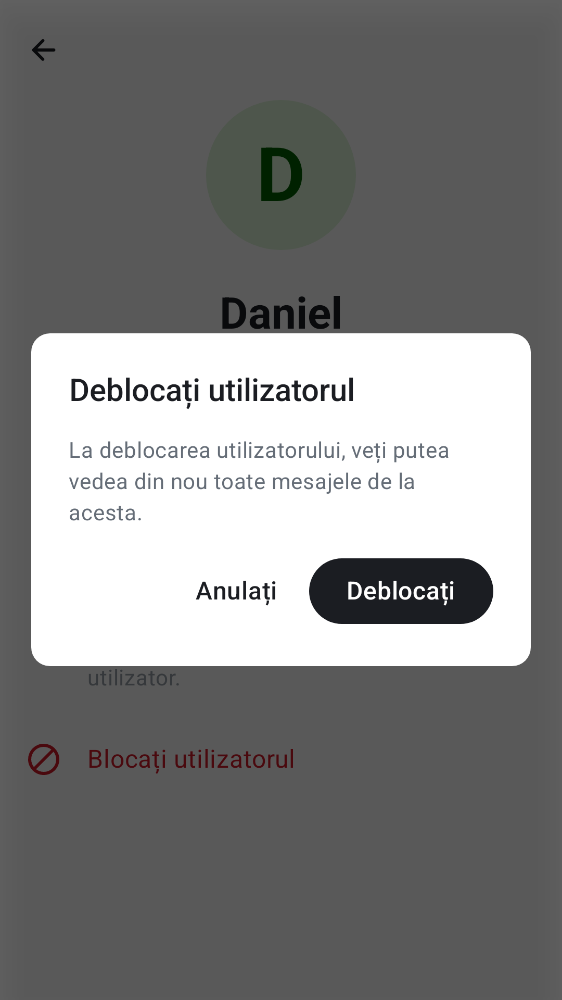 D
Daniel
Deblocați utilizatorul
La deblocarea utilizatorului, veți putea
vedea din nou toate mesajele de la
acesta.
Anulați
Deblocați
utilizator.
Blocați utilizatorul